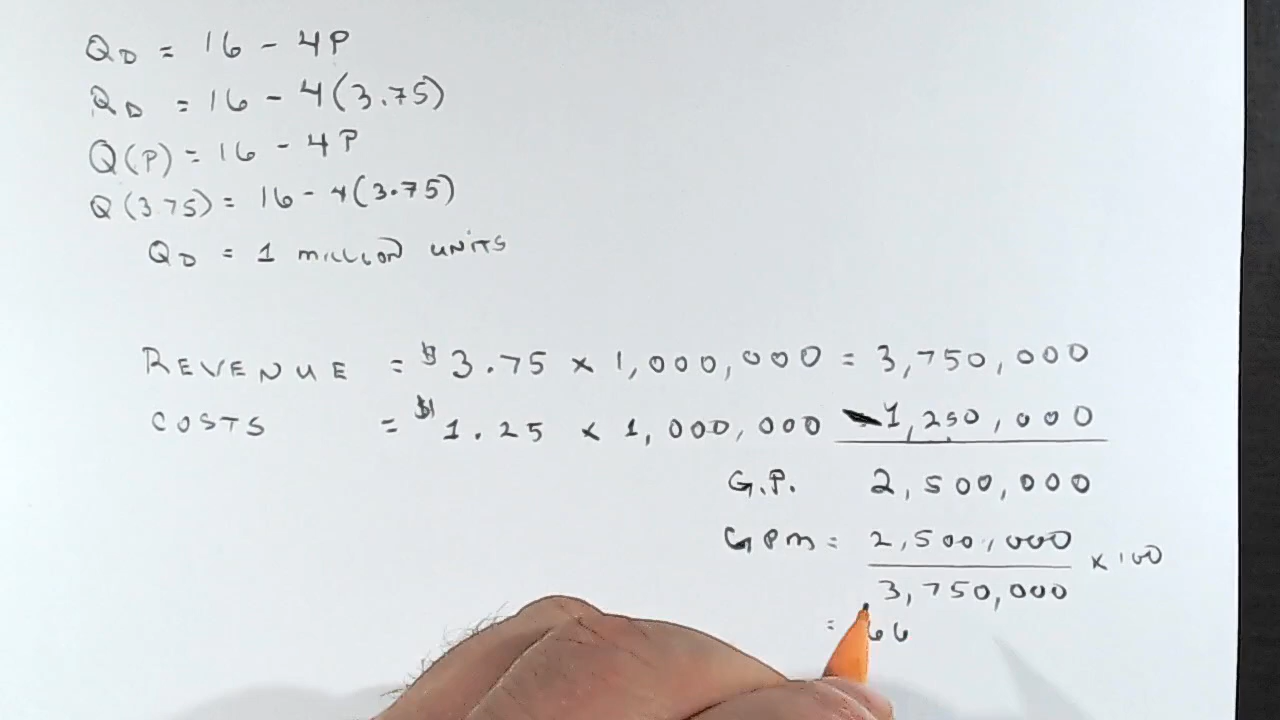 QD = 16 - 4P
QD = 16 - 4(3.75)
Q(P) = 16 - 4P
Q(3.75) = 16 - 4(3.75)
QD = 1 MILLION UNITS
REVENUE = $3.75 x 1,000,000 = 3,750,000
COSTS = $1.25 x 1,000,000 - 1,250,000
G.P. 2,500,000
GPM = 2,500,000 x 100
3,750,000
= 66